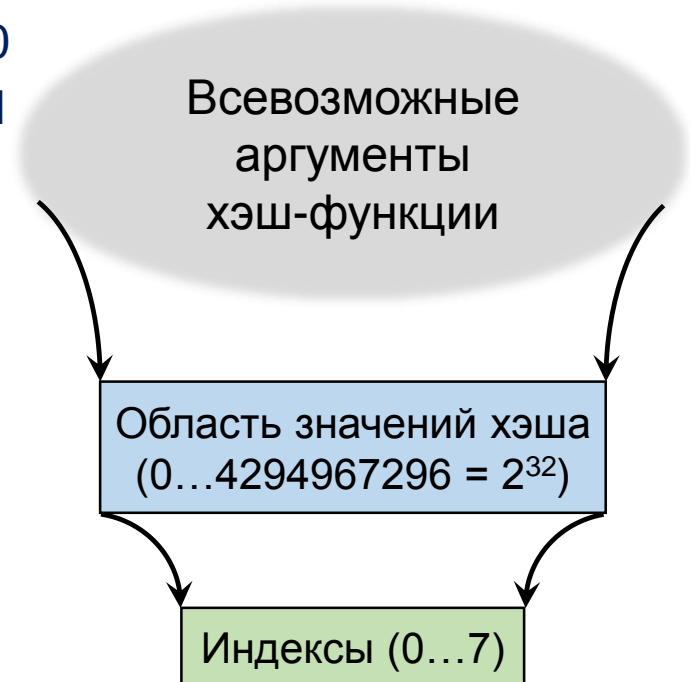 Всевозможные
аргументы
хэш-функции
Область значений хэша
(0…4294967296 = 2³²)
Индексы (0…7)